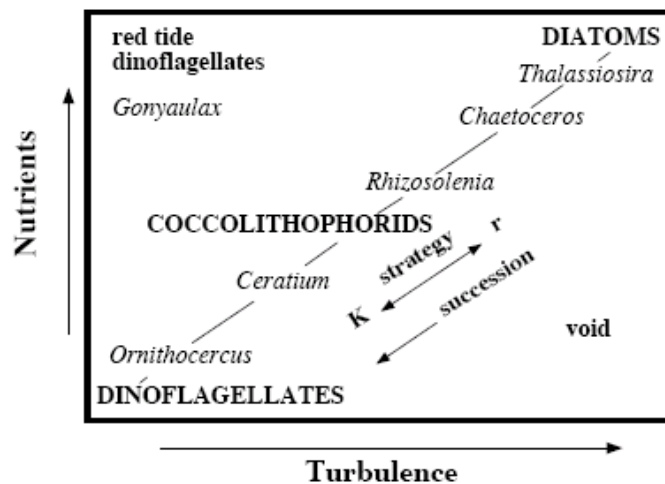 red tide
dinoflagellates
DIATOMS
Thalassiosira
Gonyaulax
Chaetoceros
Rhizosolenia
COCCOLITHOPHORIDS
strategy
r
K
succession
Ceratium
void
Ornithocercus
DINOFLAGELLATES
Nutrients
Turbulence